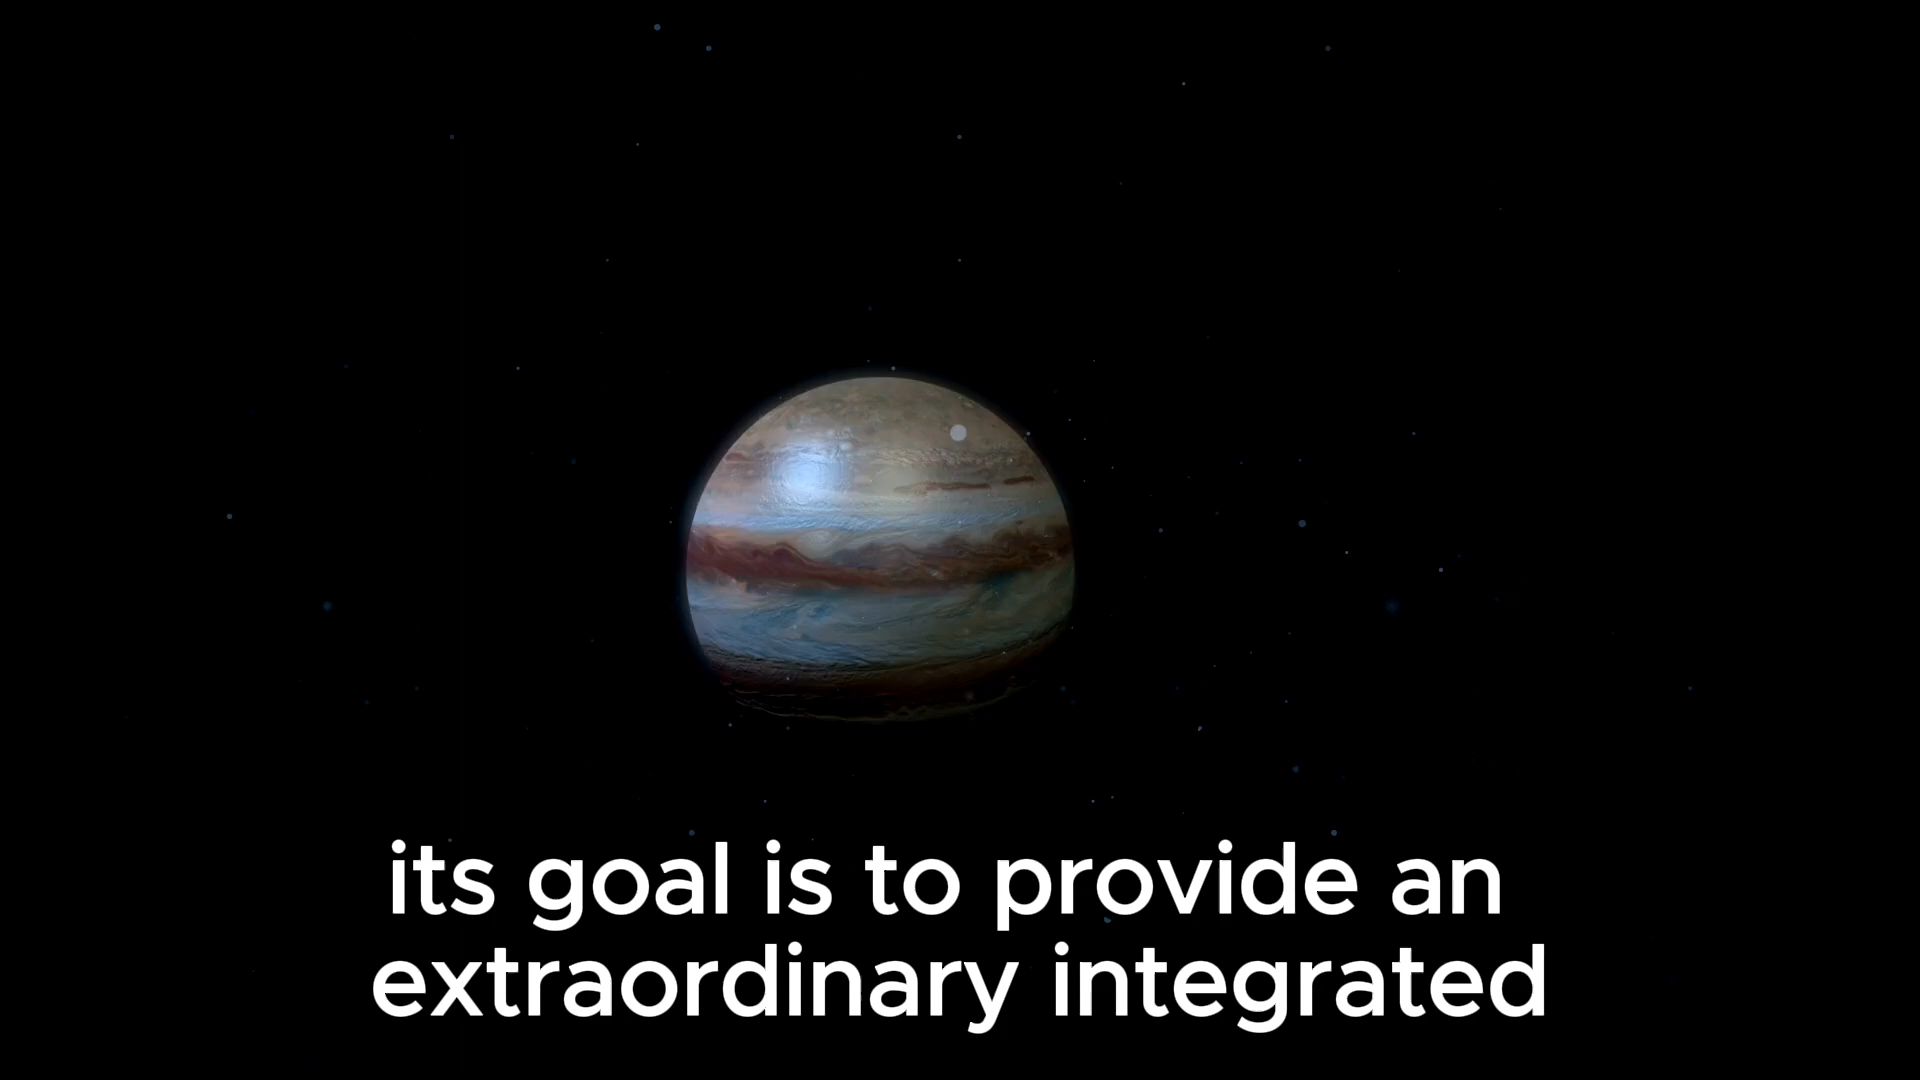 its goal is to provide an
extraordinary integrated